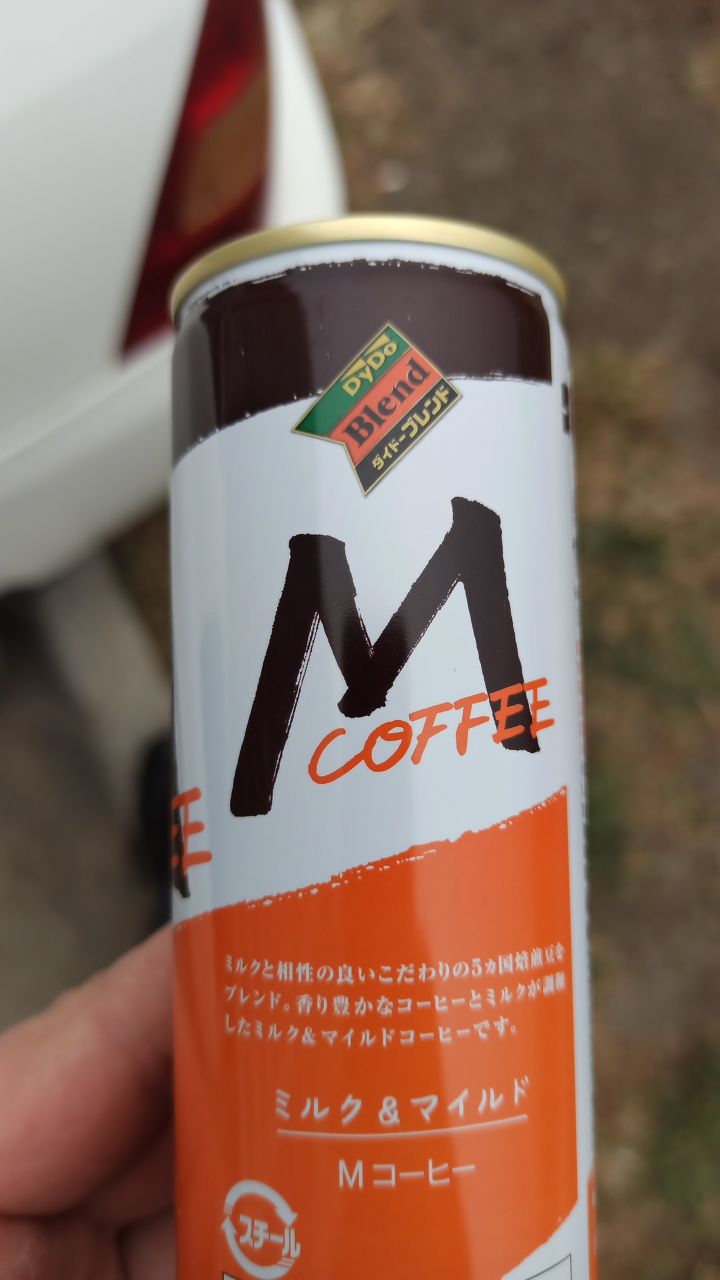 DyDo
Blend
ダイドーブレンド
M
COFFEE
EE
ミルクと相性の良いこだわりの5カ国焙煎豆を
ブレンド。香り豊かなコーヒーとミルクが調和
したミルク&マイルドコーヒーです。
ミルク&マイルド
Mコーヒー
スチール